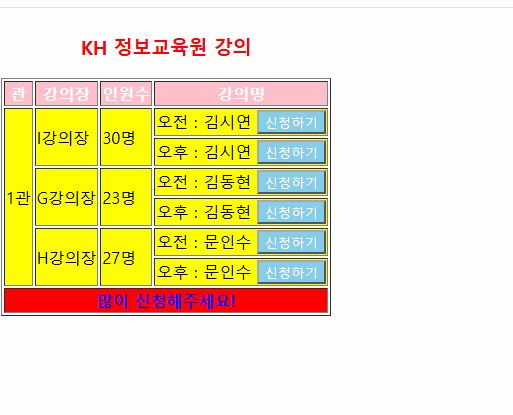 KH 정보교육원 강의
관 강의장 인원수 강의명
1관 I강의장 30명 오전 : 김시연 신청하기
오후 : 김시연 신청하기
G강의장 23명 오전 : 김동현 신청하기
오후 : 김동현 신청하기
H강의장 27명 오전 : 문인수 신청하기
오후 : 문인수 신청하기
많이 신청해주세요!